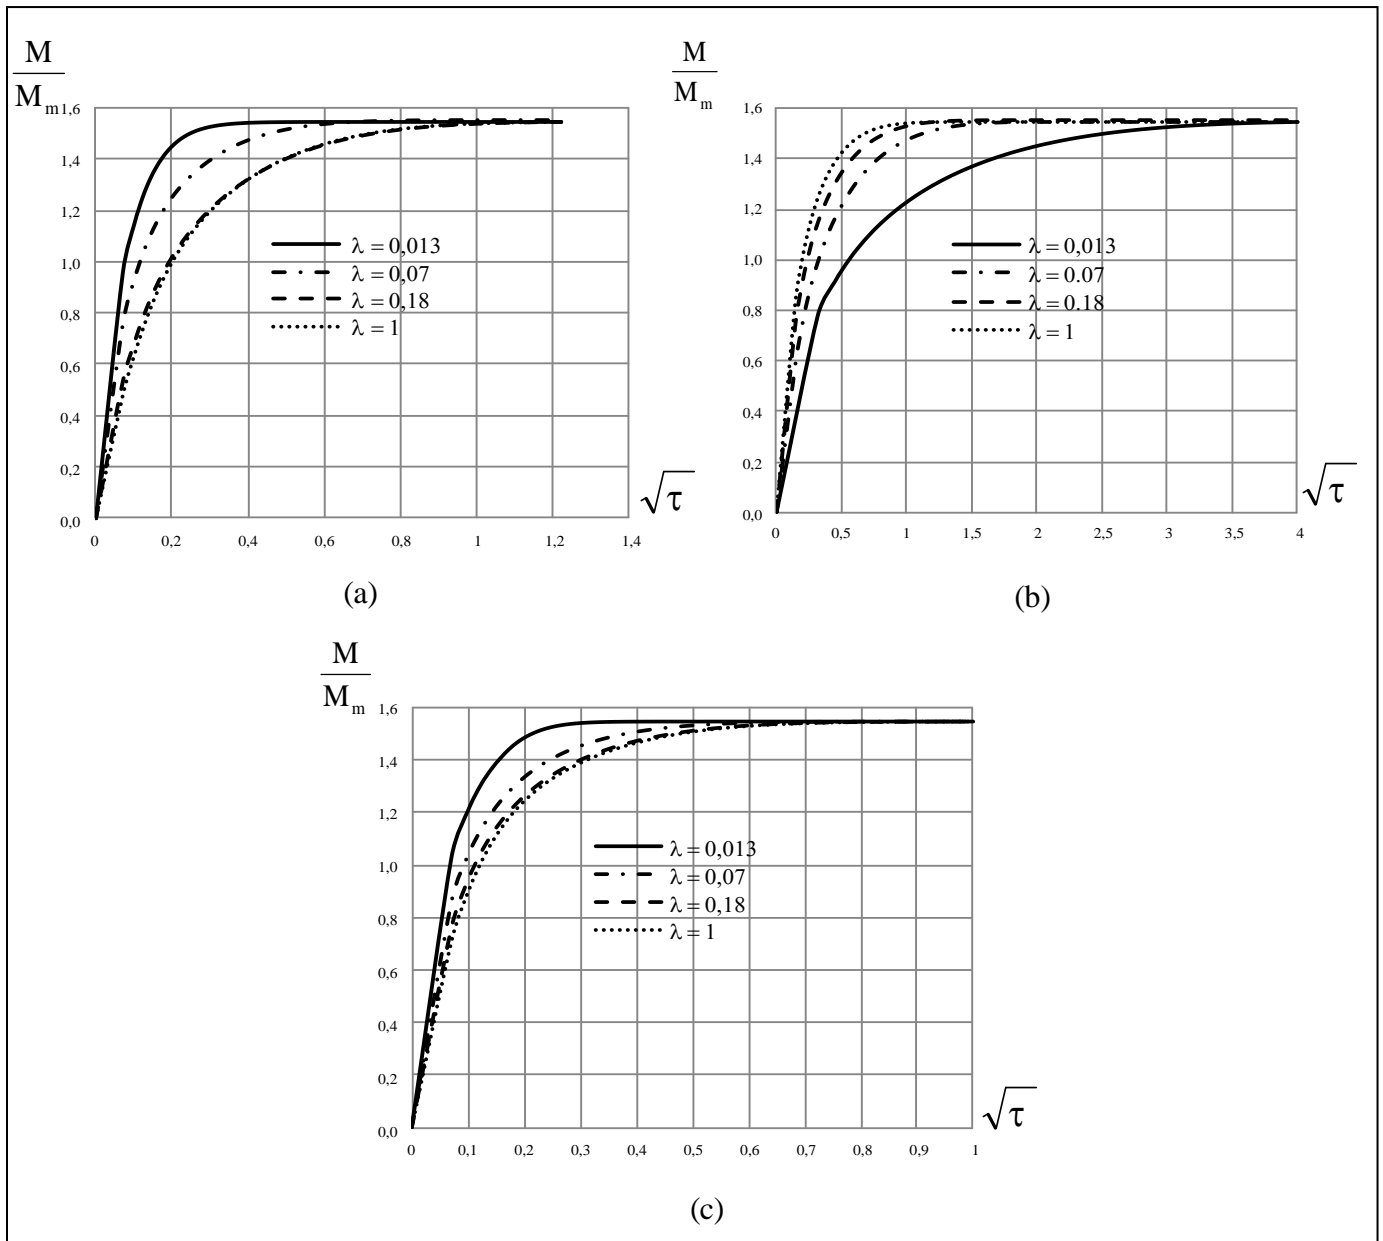 M
M_m
1,6
1,4
1,2
1,0
0,8
0,6
0,4
0,2
0,0
0 0,2 0,4 0,6 0,8 1 1,2 1,4
√τ
λ = 0,013
λ = 0,07
λ = 0,18
λ = 1
(a)
M
M_m
1,6
1,4
1,2
1,0
0,8
0,6
0,4
0,2
0,0
0 0,5 1 1,5 2 2,5 3 3,5 4
√τ
λ = 0,013
λ = 0.07
λ = 0.18
λ = 1
(b)
M
M_m
1,6
1,4
1,2
1,0
0,8
0,6
0,4
0,2
0,0
0 0,1 0,2 0,3 0,4 0,5 0,6 0,7 0,8 0,9 1
√τ
λ = 0,013
λ = 0,07
λ = 0,18
λ = 1
(c)